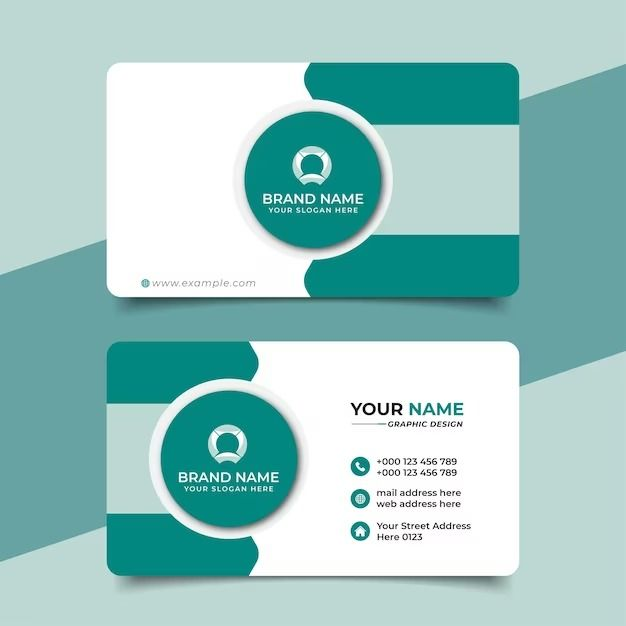 BRAND NAME
YOUR SLOGAN HERE
www.example.com
BRAND NAME
YOUR SLOGAN HERE
YOUR NAME
GRAPHIC DESIGN
+000 123 456 789
+000 123 456 789
mail address here
web address here
Your Street Address
Here 0123